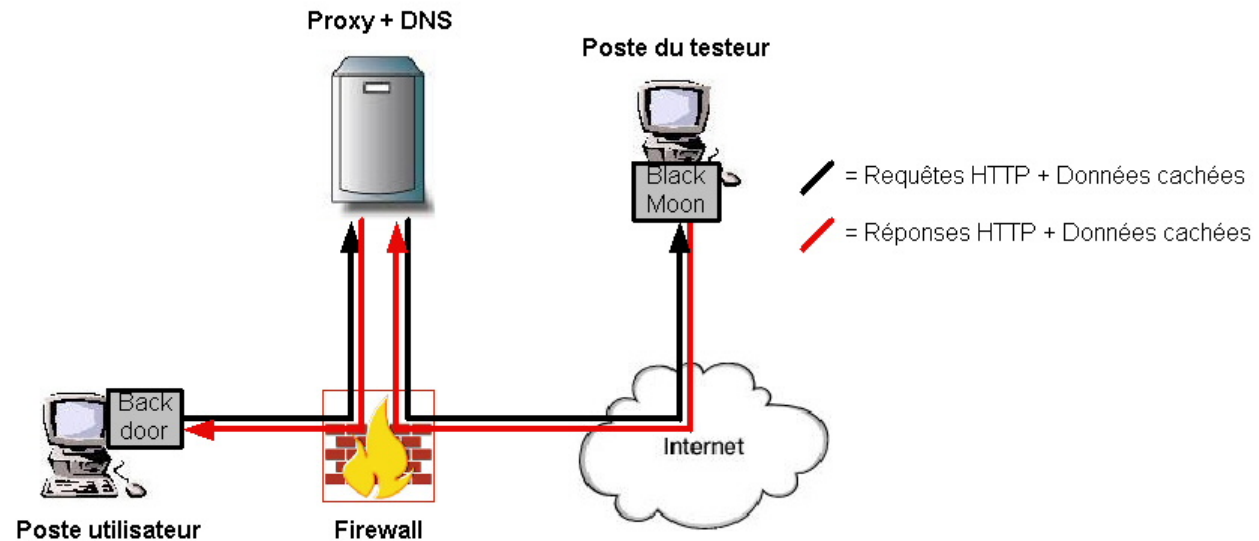 Proxy + DNS
Poste du testeur
Black
Moon
= Requêtes HTTP + Données cachées
= Réponses HTTP + Données cachées
Back
door
Internet
Poste utilisateur
Firewall